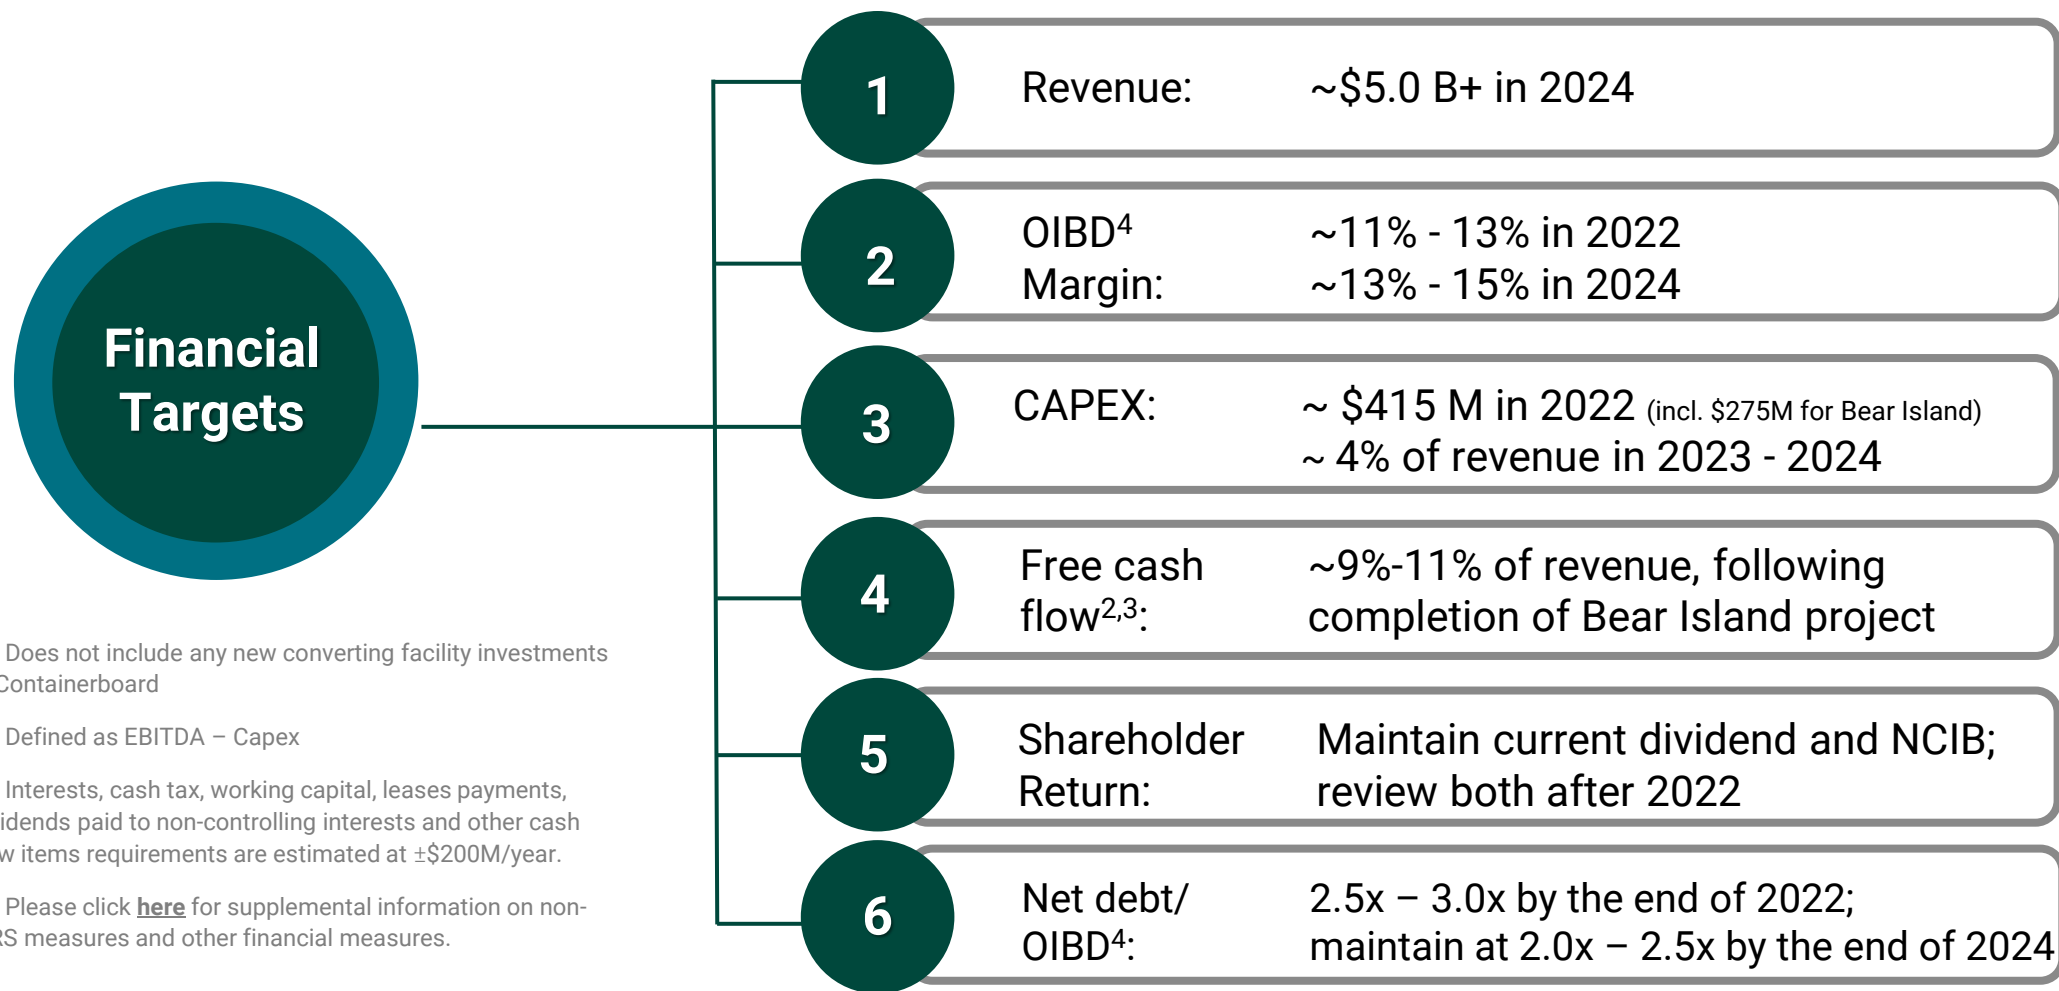 Financial
Targets
1
Revenue: ~$5.0 B+ in 2024
2
OIBD4 ~11% - 13% in 2022
Margin: ~13% - 15% in 2024
3
CAPEX: ~ $415 M in 2022 (incl. $275M for Bear Island)
~ 4% of revenue in 2023 - 2024
4
Free cash ~9%-11% of revenue, following
flow2,3: completion of Bear Island project
5
Shareholder Maintain current dividend and NCIB;
Return: review both after 2022
6
Net debt/ 2.5x – 3.0x by the end of 2022;
OIBD4: maintain at 2.0x – 2.5x by the end of 2024
Does not include any new converting facility investments
Containerboard
Defined as EBITDA – Capex
Interests, cash tax, working capital, leases payments,
idends paid to non-controlling interests and other cash
w items requirements are estimated at ±$200M/year.
Please click here for supplemental information on non-
RS measures and other financial measures.